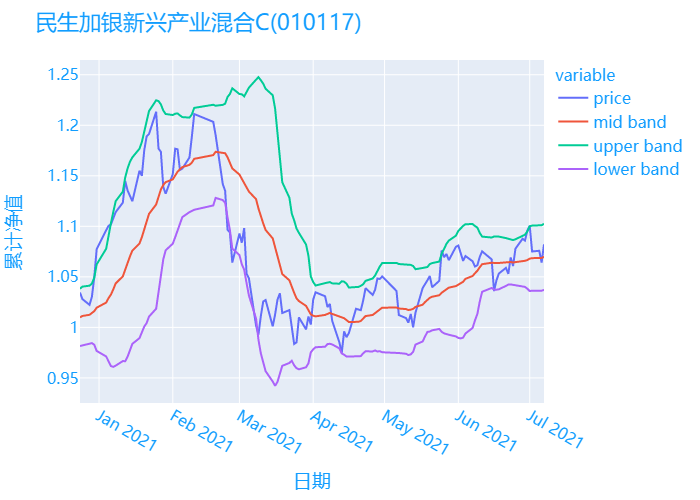 民生加银新兴产业混合C(010117)
variable
price
mid band
upper band
lower band
累计净值
1.25
1.2
1.15
1.1
1.05
1
0.95
Jan 2021
Feb 2021
Mar 2021
Apr 2021
May 2021
Jun 2021
Jul 2021
日期